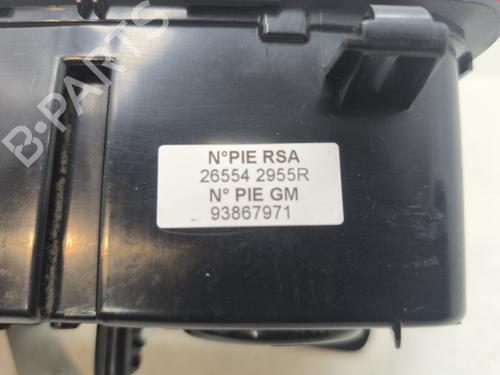 B-PARTS
N°PIE RSA
26554 2955R
N° PIE GM
93867971